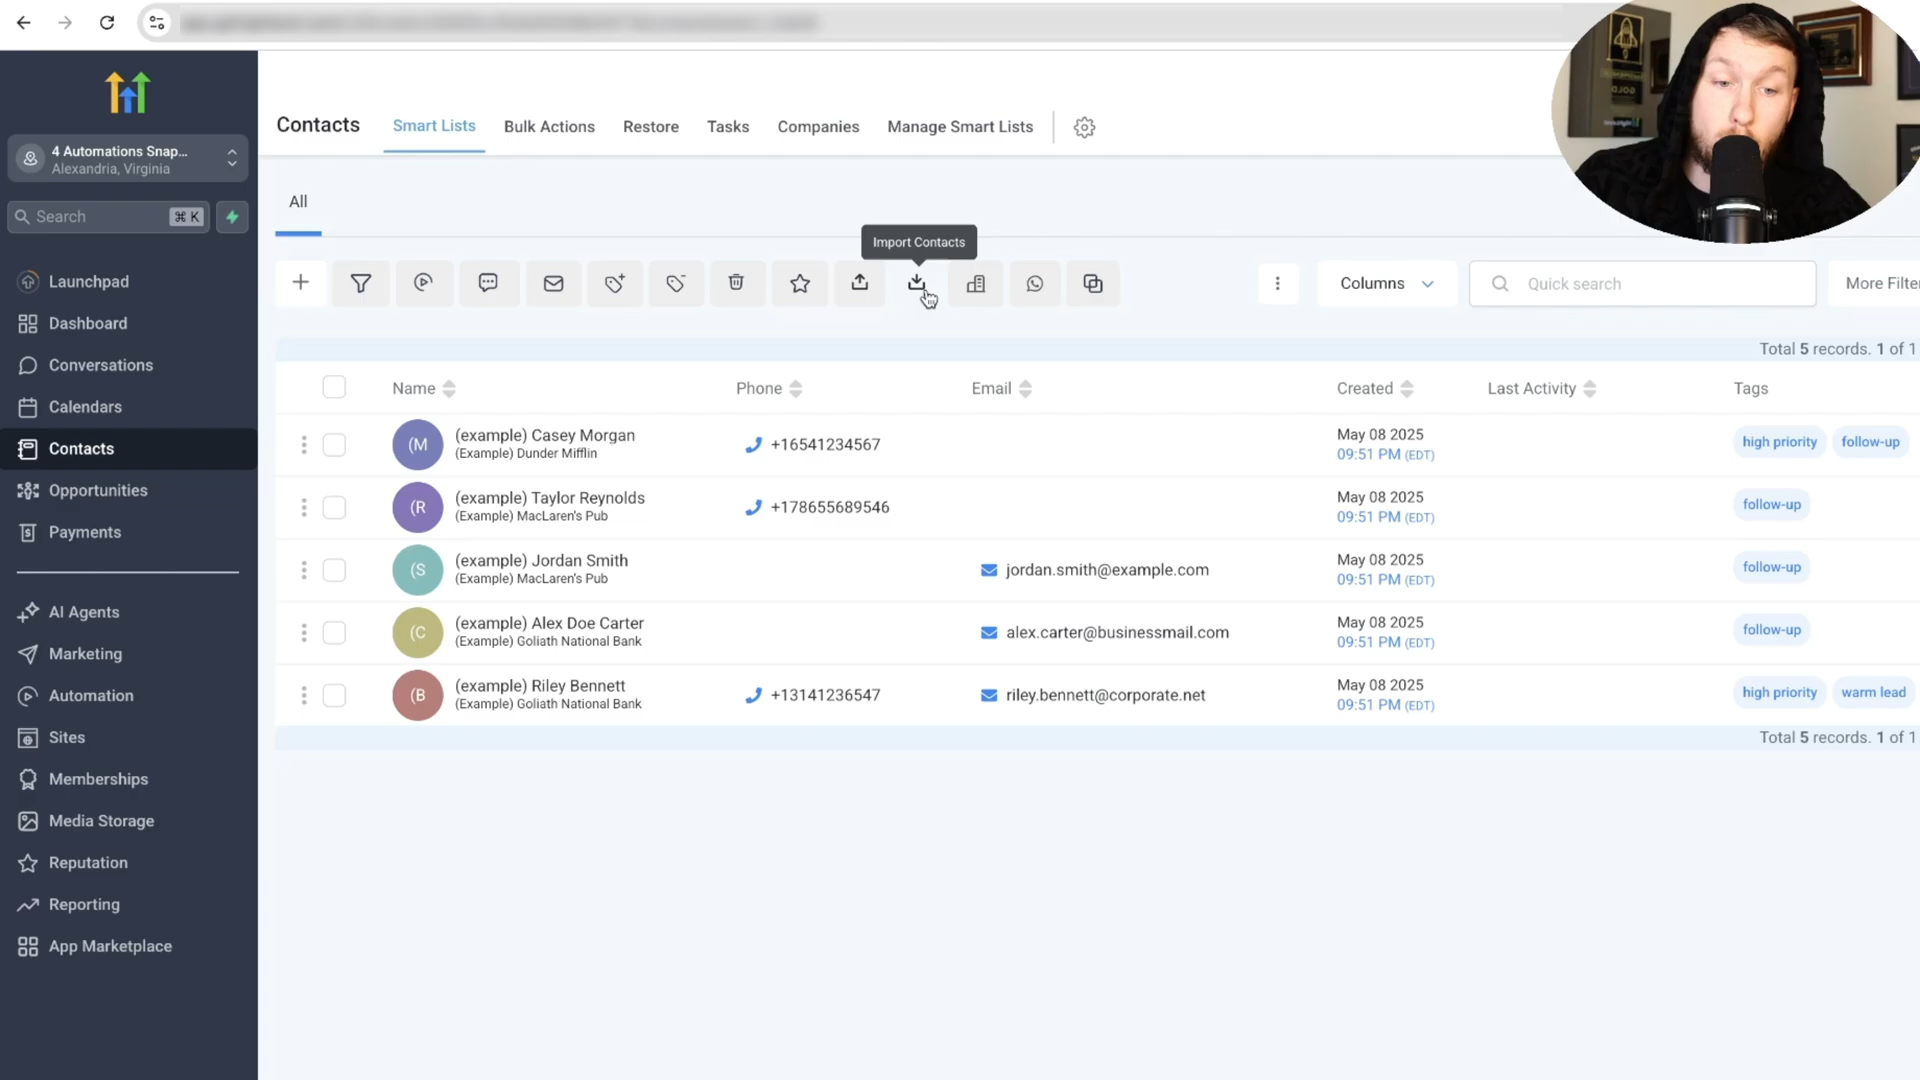 4 Automations Snap...
Alexandria, Virginia
Search
⌘ K
Launchpad
Dashboard
Conversations
Calendars
Contacts
Opportunities
Payments
AI Agents
Marketing
Automation
Sites
Memberships
Media Storage
Reputation
Reporting
App Marketplace
Contacts Smart Lists Bulk Actions Restore Tasks Companies Manage Smart Lists
All
Import Contacts
Columns Quick search More Filte
Total 5 records. 1 of 1
Name Phone Email Created Last Activity Tags
(M (example) Casey Morgan +16541234567 May 08 2025 high priority follow-up
(Example) Dunder Mifflin 09:51 PM (EDT)
(R (example) Taylor Reynolds +178655689546 May 08 2025 follow-up
(Example) MacLaren's Pub 09:51 PM (EDT)
(S (example) Jordan Smith jordan.smith@example.com May 08 2025 follow-up
(Example) MacLaren's Pub 09:51 PM (EDT)
(C (example) Alex Doe Carter alex.carter@businessmail.com May 08 2025 follow-up
(Example) Goliath National Bank 09:51 PM (EDT)
(B (example) Riley Bennett +13141236547 riley.bennett@corporate.net May 08 2025 high priority warm lead
(Example) Goliath National Bank 09:51 PM (EDT)
Total 5 records. 1 of 1